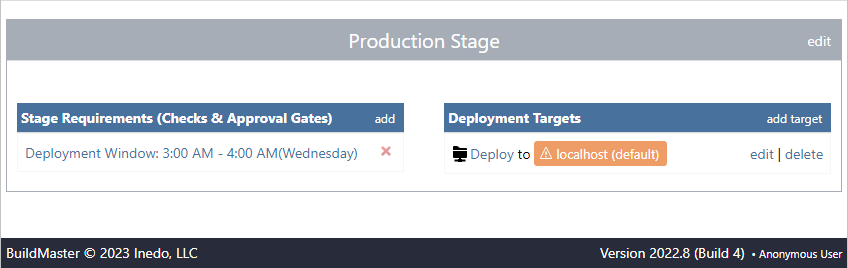 Production Stage
edit
Stage Requirements (Checks & Approval Gates)
add
Deployment Window: 3:00 AM - 4:00 AM(Wednesday)
Deployment Targets
add target
Deploy to localhost (default)
edit | delete
BuildMaster © 2023 Inedo, LLC
Version 2022.8 (Build 4) • Anonymous User